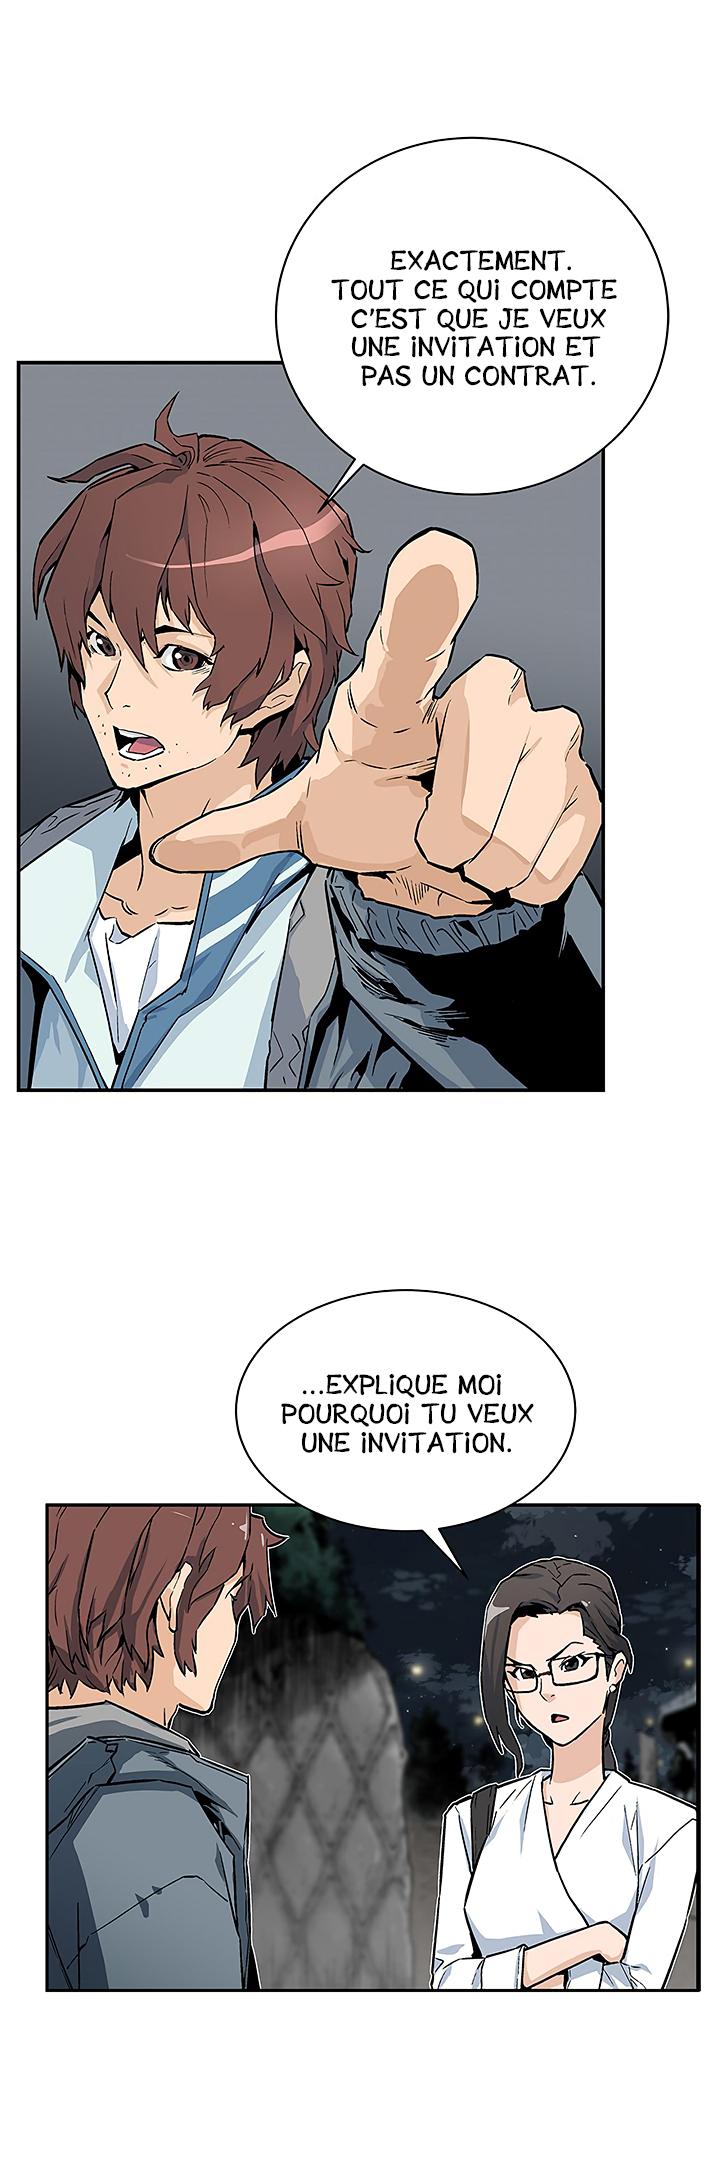 EXACTEMENT.
TOUT CE QUI COMPTE
C'EST QUE JE VEUX
UNE INVITATION ET
PAS UN CONTRAT.
...EXPLIQUE MOI
POURQUOI TU VEUX
UNE INVITATION.